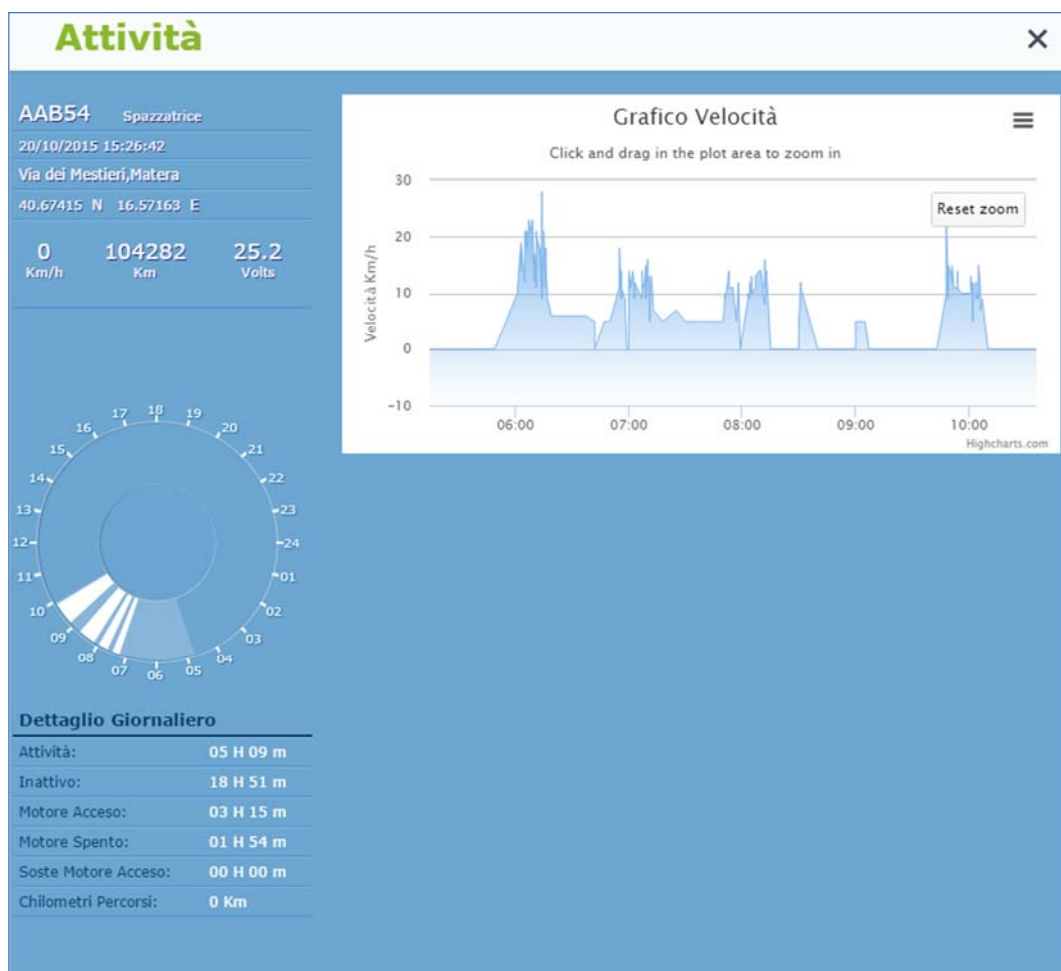 Attività
AAB54 Spazzatrice
20/10/2015 15:26:42
Via dei Mestieri,Matera
40.67415 N 16.57163 E
0 104282 25.2
Km/h Km Volts
Grafico Velocità
Click and drag in the plot area to zoom in
Reset zoom
Velocità Km/h
30
20
10
0
-10
06:00 07:00 08:00 09:00 10:00
Highcharts.com
18
19
20
21
22
23
24
01
02
03
04
05
06
07
08
09
10
11
12
13
14
15
16
17
Dettaglio Giornaliero
Attività: 05 H 09 m
Inattivo: 18 H 51 m
Motore Acceso: 03 H 15 m
Motore Spento: 01 H 54 m
Soste Motore Acceso: 00 H 00 m
Chilometri Percorsi: 0 Km